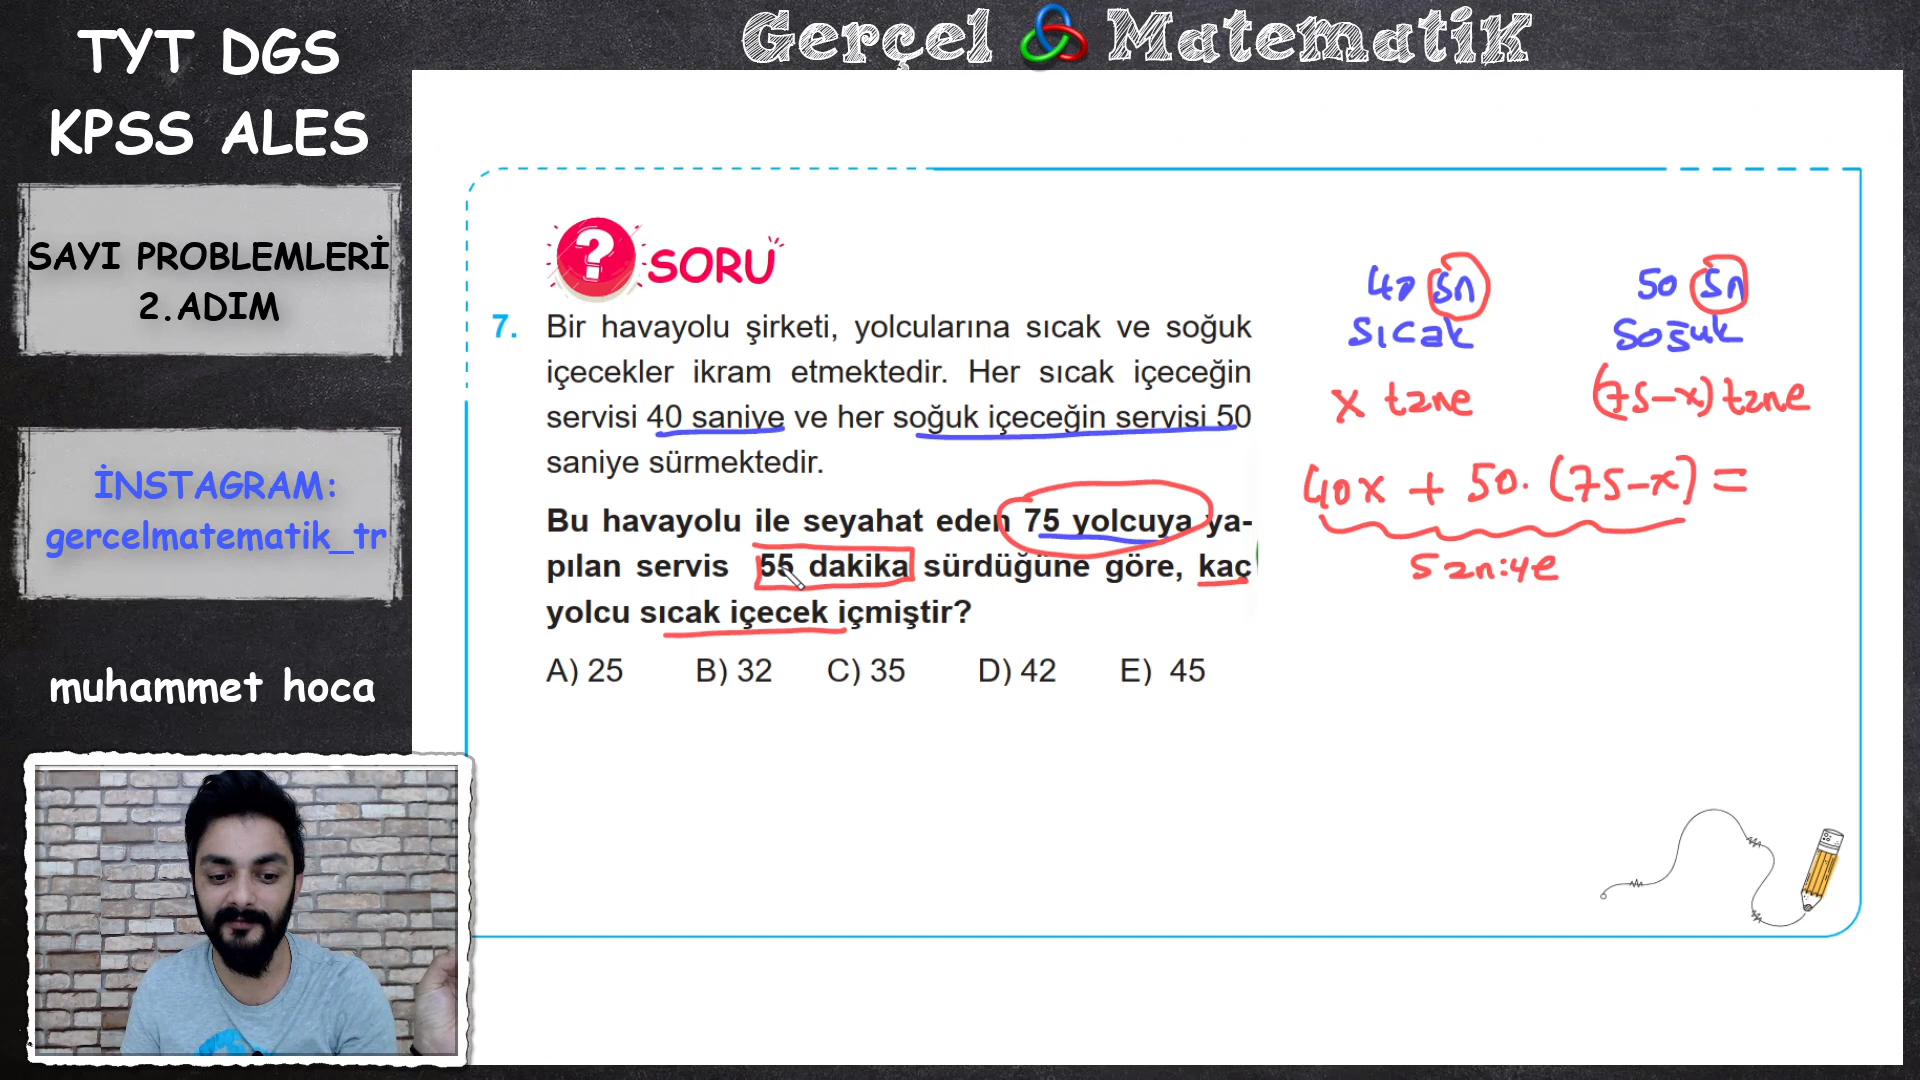 TYT DGS
KPSS ALES
SAYI PROBLEMLERİ
2.ADIM
İNSTAGRAM:
gercelmatematik_tr
muhammet hoca
Gerçel Matematik
? SORU
7. Bir havayolu şirketi, yolcularına sıcak ve soğuk
içecekler ikram etmektedir. Her sıcak içeceğin
servisi 40 saniye ve her soğuk içeceğin servisi 50
saniye sürmektedir.
Bu havayolu ile seyahat eden 75 yolcuya ya-
pılan servis 55 dakika sürdüğüne göre, kaç
yolcu sıcak içecek içmiştir?
A) 25 B) 32 C) 35 D) 42 E) 45
40 sn 50 sn
sıcak soğuk
x tane (75-x) tane
40x + 50. (75-x) =
saniye